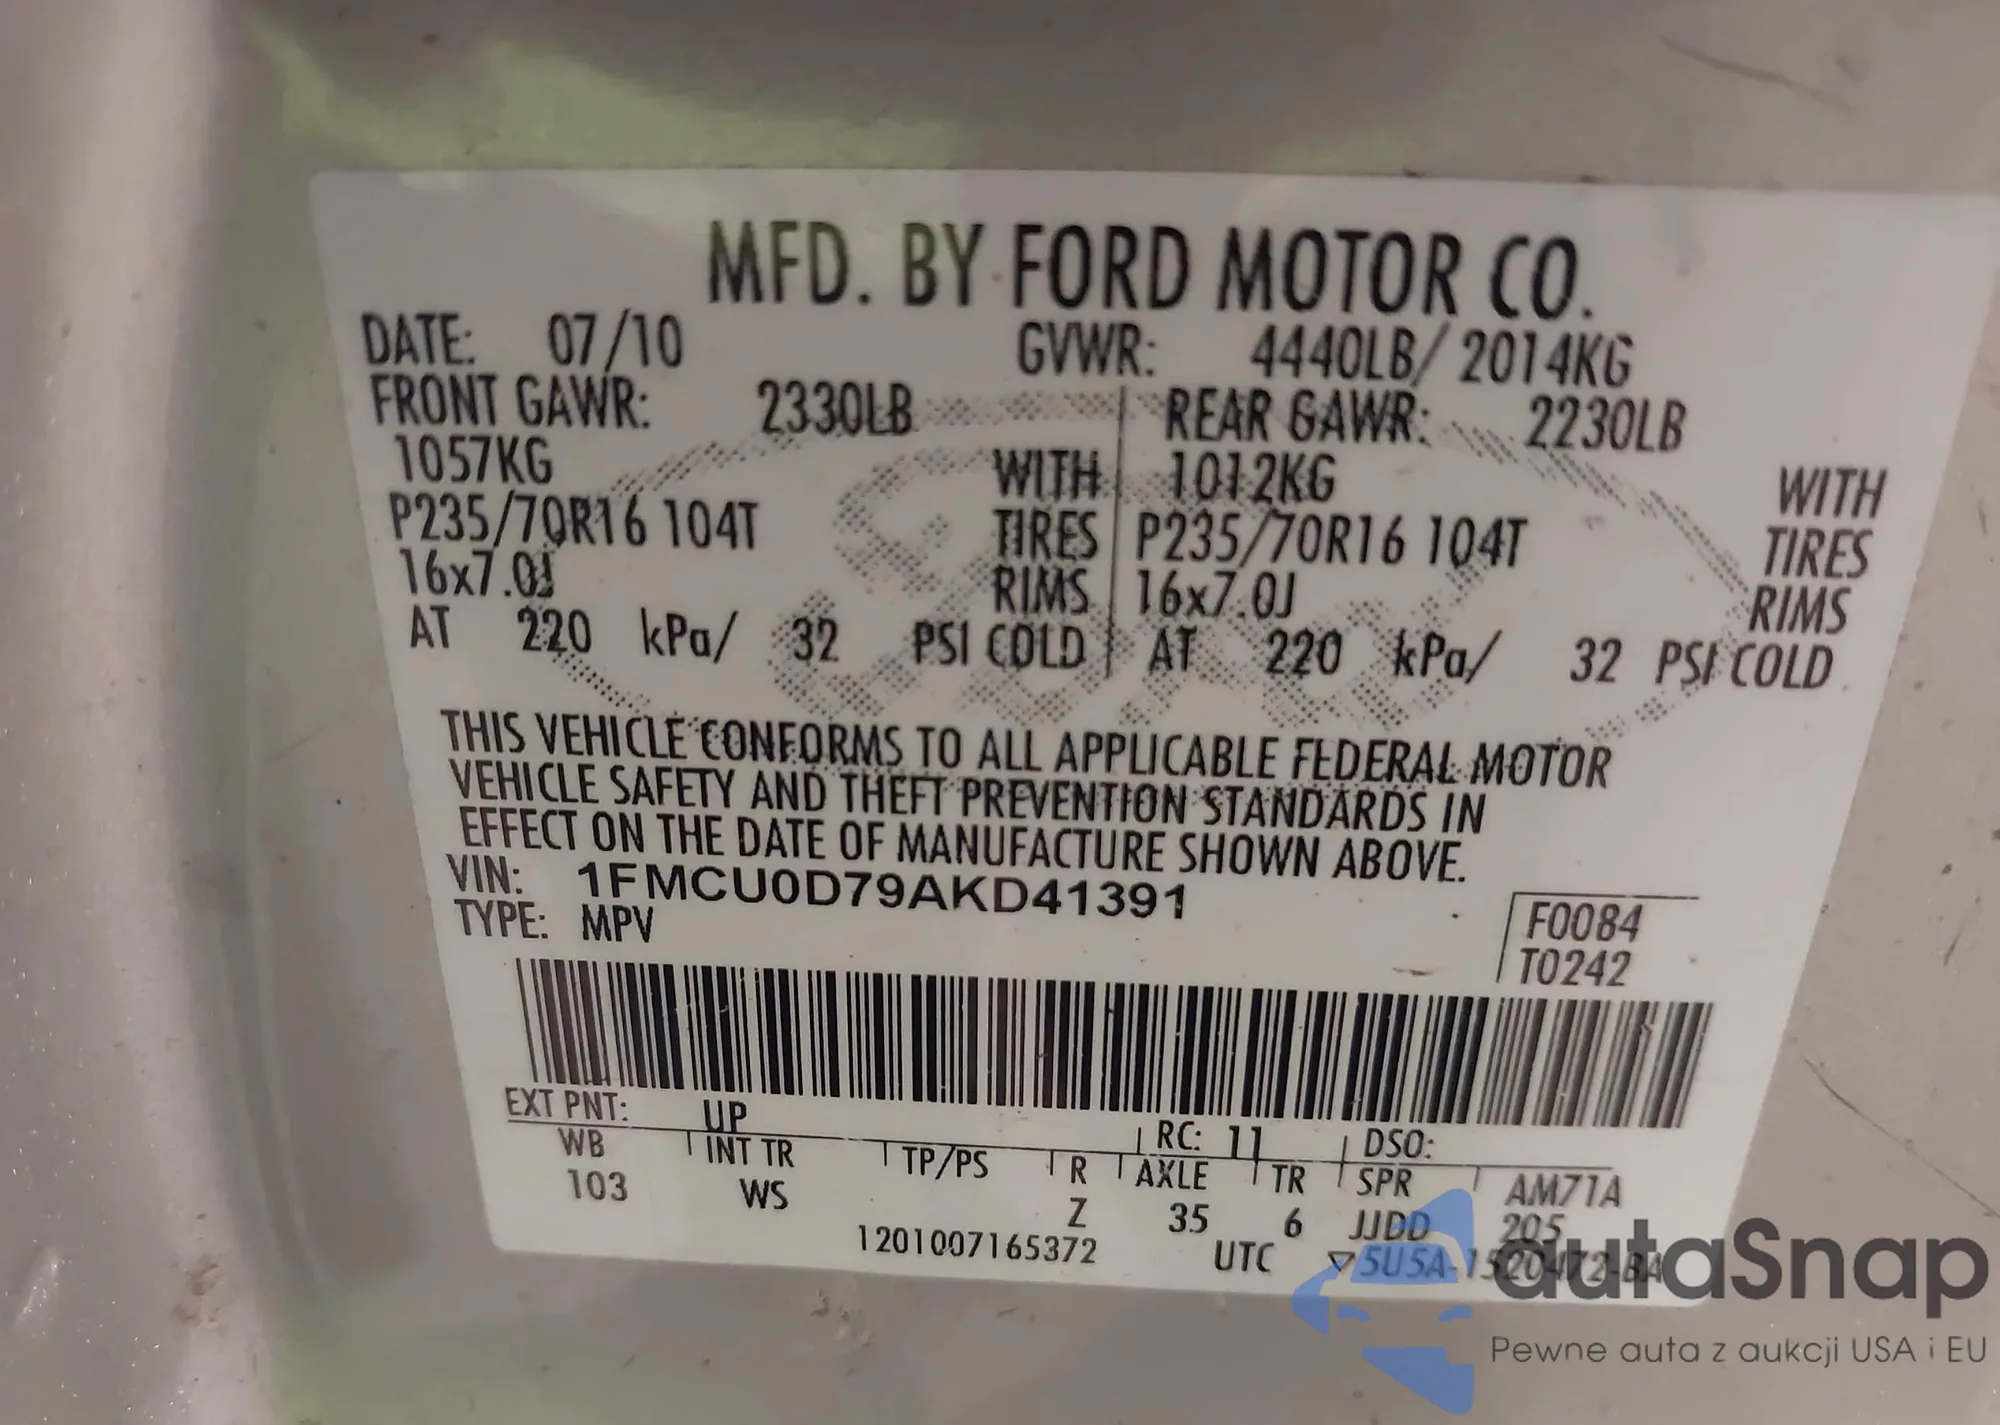 MFD. BY FORD MOTOR CO.
DATE: 07/10 GVWR: 4440LB/ 2014KG
FRONT GAWR: 2330LB REAR GAWR: 2230LB
1057KG WITH 1012KG WITH
P235/70R16 104T TIRES P235/70R16 104T TIRES
16x7.0J RIMS 16x7.0J RIMS
AT 220 kPa/ 32 PSI COLD AT 220 kPa/ 32 PSI COLD
THIS VEHICLE CONFORMS TO ALL APPLICABLE FEDERAL MOTOR
VEHICLE SAFETY AND THEFT PREVENTION STANDARDS IN
EFFECT ON THE DATE OF MANUFACTURE SHOWN ABOVE.
VIN: 1FMCU0D79AKD41391
TYPE: MPV
F0084
T0242
EXT PNT: UP RC: 11 DSO:
WB INT TR TP/PS R AXLE TR SPR AM71A
103 WS Z 35 6 JJDD 205
1201007165372 UTC ▽5U5A-1520472-BA
autaSnap
Pewne auta z aukcji USA i EU